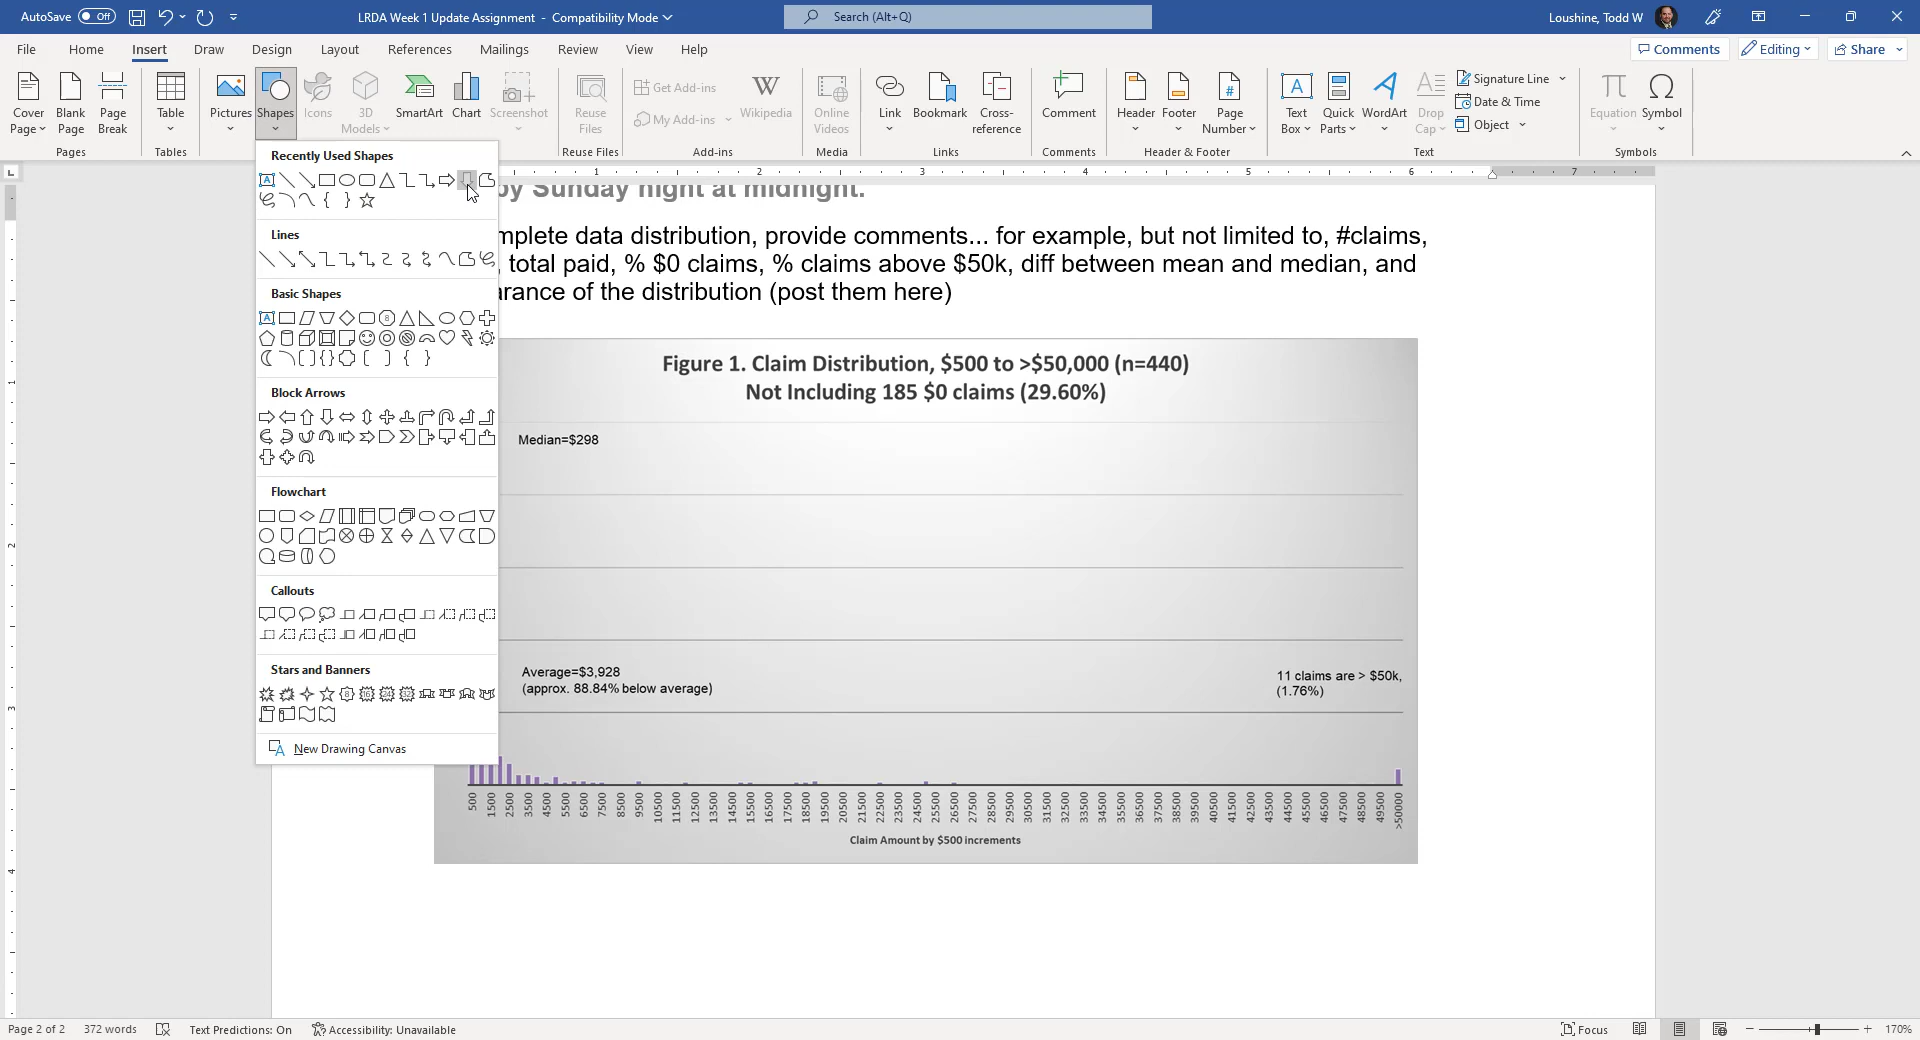 AutoSave Off
LRDA Week 1 Update Assignment - Compatibility Mode
Search (Alt+Q)
Loushine, Todd W
File Home Insert Draw Design Layout References Mailings Review View Help
Comments Editing Share
Cover Page
Blank Page
Page Break
Pages
Table
Tables
Pictures
Shapes
Icons
3D Models
SmartArt
Chart
Screenshot
Reuse Files
Reuse Files
Get Add-ins
My Add-ins
Wikipedia
Add-ins
Online Videos
Media
Link
Bookmark
Cross-reference
Links
Comment
Comments
Header
Footer
Page Number
Header & Footer
Text Box
Quick Parts
WordArt
Drop Cap
Signature Line
Date & Time
Object
Text
Equation
Symbol
Symbols
Recently Used Shapes
Lines
Basic Shapes
Block Arrows
Flowchart
Callouts
Stars and Banners
New Drawing Canvas
1 2 3 4 5 6 7
by Sunday night at midnight.
mplete data distribution, provide comments... for example, but not limited to, #claims,
, total paid, % $0 claims, % claims above $50k, diff between mean and median, and
arance of the distribution (post them here)
Figure 1. Claim Distribution, $500 to >$50,000 (n=440)
Not Including 185 $0 claims (29.60%)
Median=$298
Average=$3,928
(approx. 88.84% below average)
11 claims are > $50k,
(1.76%)
500 1500 2500 3500 4500 5500 6500 7500 8500 9500 10500 11500 12500 13500 14500 15500 16500 17500 18500 19500 20500 21500 22500 23500 24500 25500 26500 27500 28500 29500 30500 31500 32500 33500 34500 35500 36500 37500 38500 39500 40500 41500 42500 43500 44500 45500 46500 47500 48500 49500 >50000
Claim Amount by $500 increments
1
2
3
4
Page 2 of 2 372 words Text Predictions: On Accessibility: Unavailable
Focus
170%